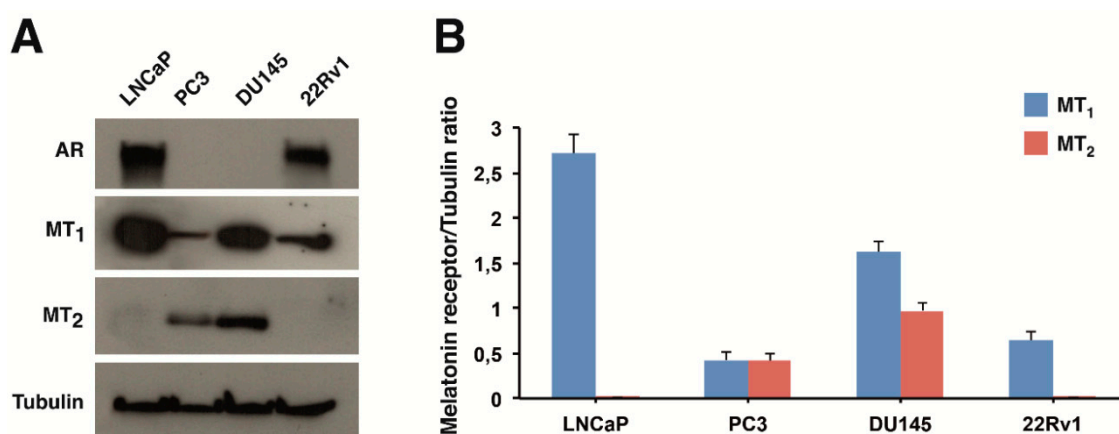 A
LNCaP PC3 DU145 22Rv1
AR
MT₁
MT₂
Tubulin
B
MT₁
MT₂
Melatonin receptor/Tubulin ratio
3
2,5
2
1,5
1
0,5
0
LNCaP PC3 DU145 22Rv1